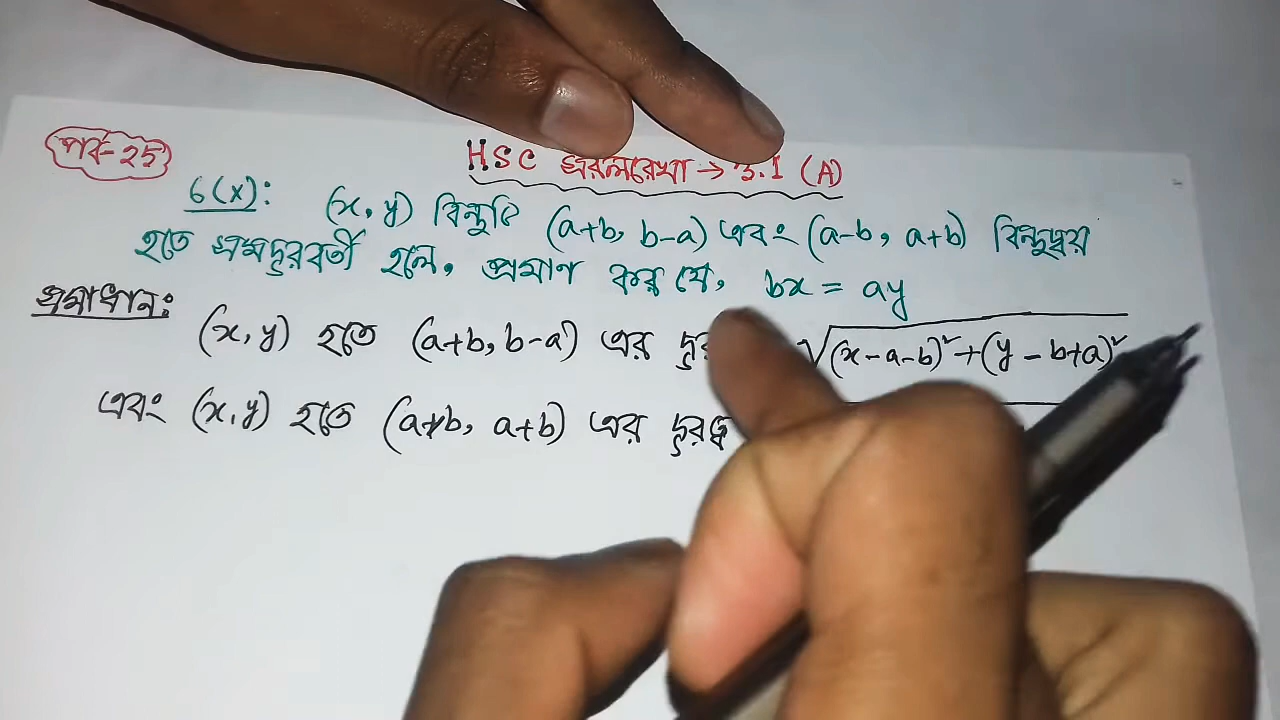 পর্ব-২৫
HSC সরলরেখা → 3.1 (A)
6(x): (x, y) বিন্দুটি (a+b, b-a) এবং (a-b, a+b) বিন্দুদ্বয়
হতে সমদূরবর্তী হলে, প্রমাণ কর যে, bx = ay
সমাধান:
(x, y) হতে (a+b, b-a) এর √(x-a-b)²+(y-b+a)²
এবং (x, y) হতে a+b) এর দূরত্ব